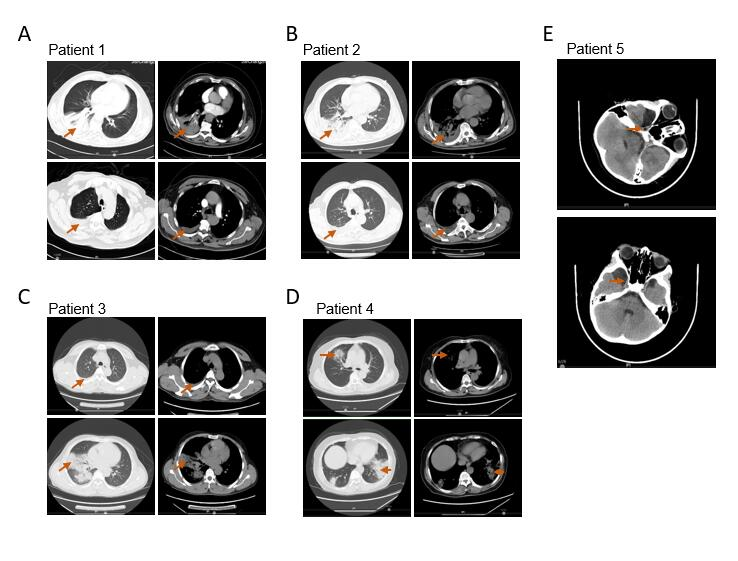 A
Patient 1
B
Patient 2
E
Patient 5
C
Patient 3
D
Patient 4